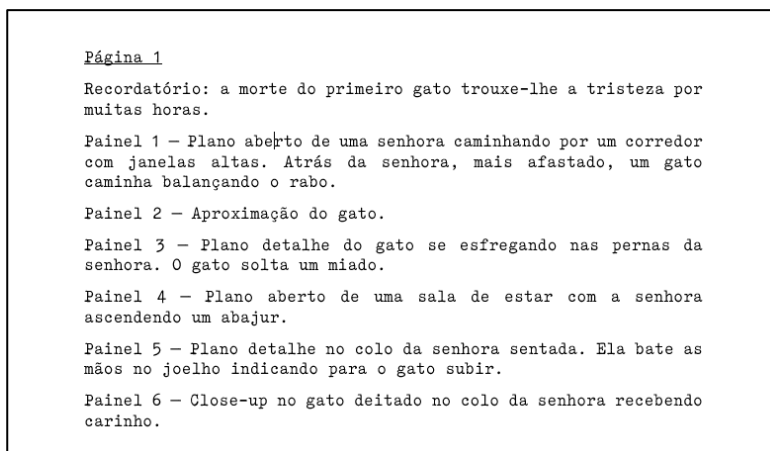 Página 1
Recordatório: a morte do primeiro gato trouxe-lhe a tristeza por
muitas horas.
Painel 1 – Plano aberto de uma senhora caminhando por um corredor
com janelas altas. Atrás da senhora, mais afastado, um gato
caminha balançando o rabo.
Painel 2 – Aproximação do gato.
Painel 3 – Plano detalhe do gato se esfregando nas pernas da
senhora. O gato solta um miado.
Painel 4 – Plano aberto de uma sala de estar com a senhora
ascendendo um abajur.
Painel 5 – Plano detalhe no colo da senhora sentada. Ela bate as
mãos no joelho indicando para o gato subir.
Painel 6 – Close-up no gato deitado no colo da senhora recebendo
carinho.